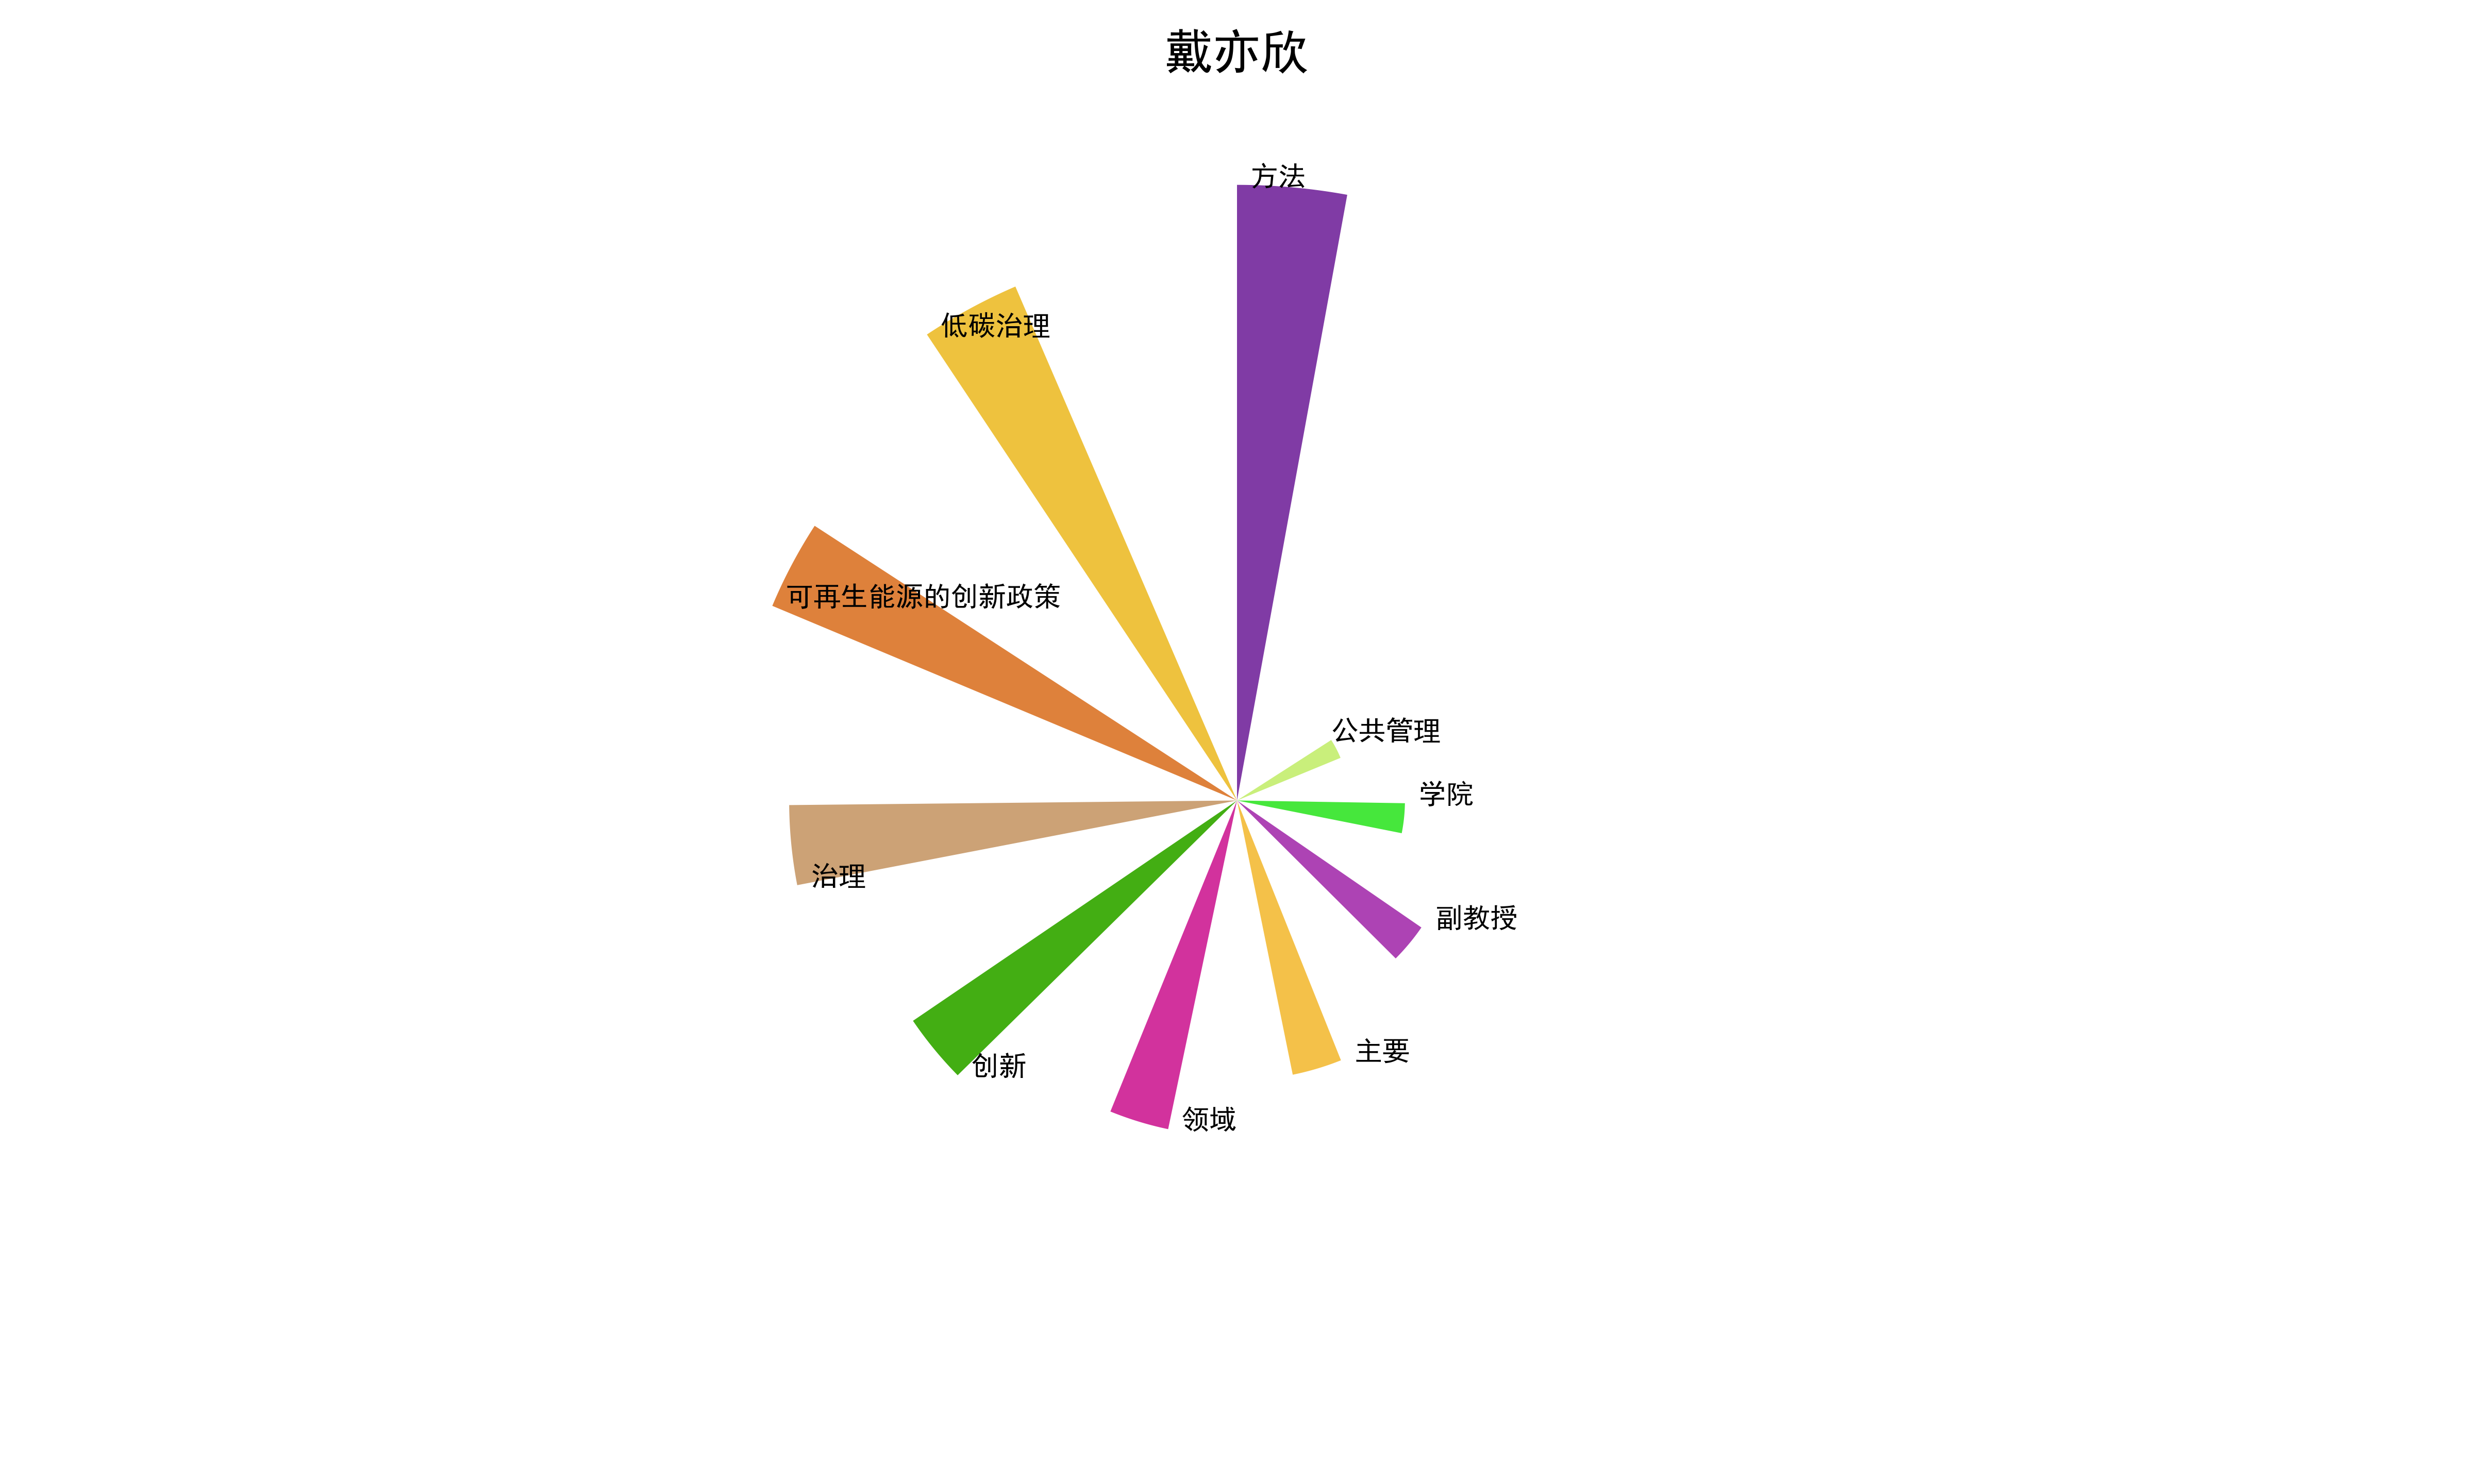 戴亦欣
方法
低碳治理
可再生能源的创新政策
公共管理
学院
治理
副教授
主要
创新
领域